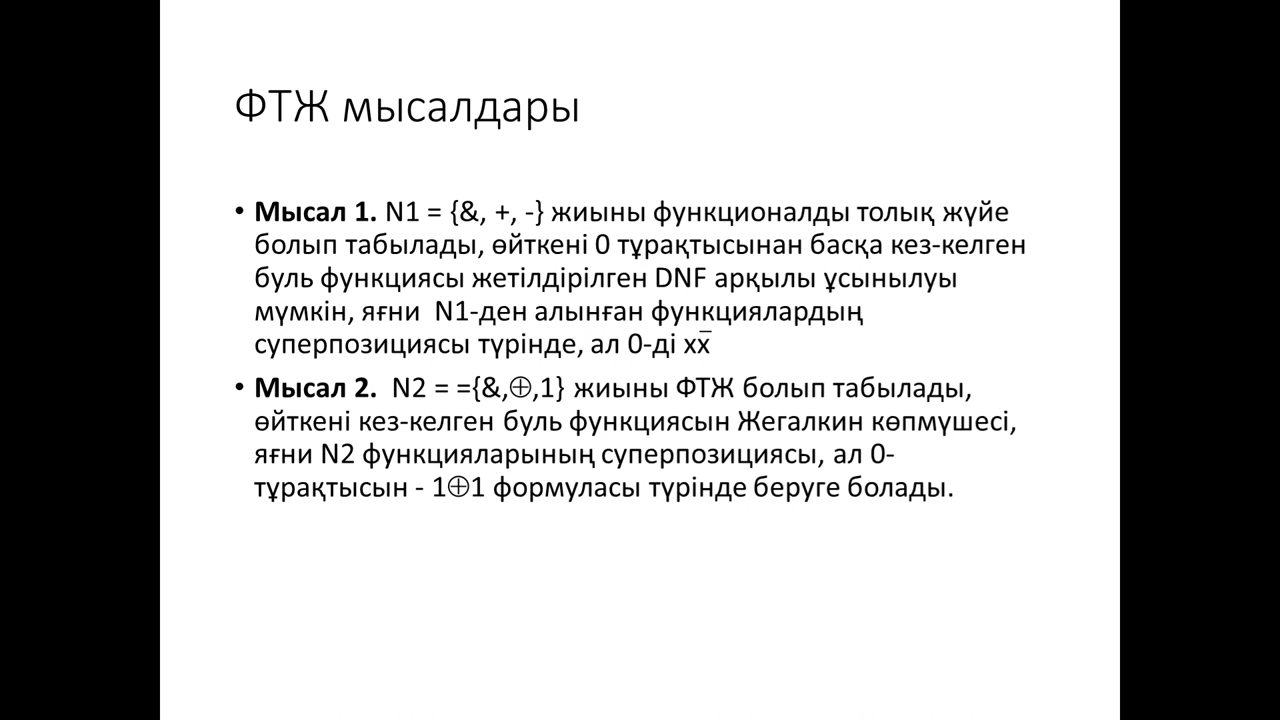 ФТЖ мысалдары
• Мысал 1. N1 = {&, +, -} жиыны функционалды толық жүйе
болып табылады, өйткені 0 тұрақтысынан басқа кез-келген
буль функциясы жетілдірілген DNF арқылы ұсынылуы
мүмкін, яғни N1-ден алынған функциялардың
суперпозициясы түрінде, ал 0-ді xx̅
• Мысал 2. N2 = ={&,⊕,1} жиыны ФТЖ болып табылады,
өйткені кез-келген буль функциясын Жегалкин көпмүшесі,
яғни N2 функцияларының суперпозициясы, ал 0-
тұрақтысын - 1⊕1 формуласы түрінде беруге болады.